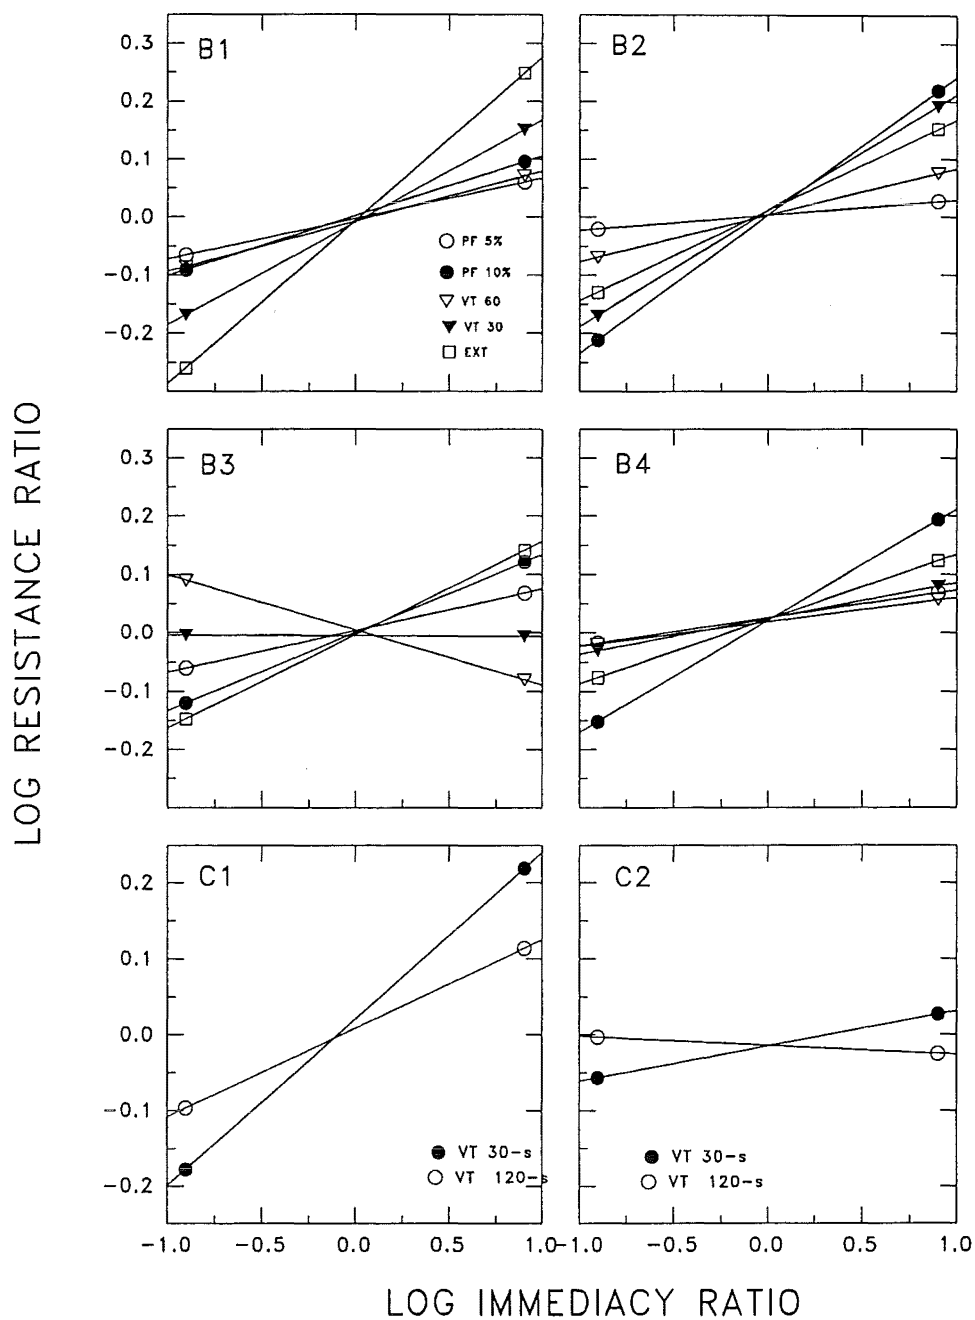 LOG RESISTANCE RATIO
B1
0.3
0.2
0.1
0.0
-0.1
-0.2
PF 5%
PF 10%
VT 60
VT 30
EXT
B2
B3
0.3
0.2
0.1
0.0
-0.1
-0.2
B4
C1
0.2
0.1
0.0
-0.1
-0.2
VT 30-s
VT 120-s
C2
VT 30-s
VT 120-s
-1.0 -0.5 0.0 0.5 1.0 -1.0 -0.5 0.0 0.5 1.0
LOG IMMEDIACY RATIO